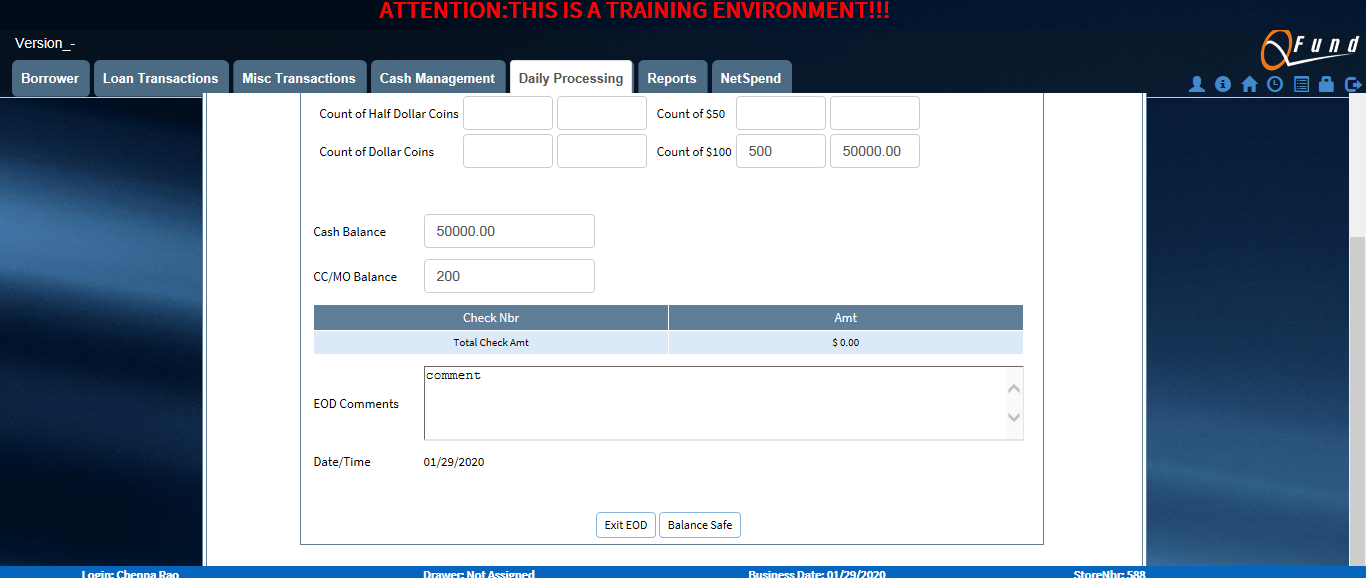 ATTENTION:THIS IS A TRAINING ENVIRONMENT!!!
Version_-
QFund
Borrower Loan Transactions Misc Transactions Cash Management Daily Processing Reports NetSpend
Count of Half Dollar Coins Count of $50
Count of Dollar Coins Count of $100 500 50000.00
Cash Balance 50000.00
CC/MO Balance 200
Check Nbr Amt
Total Check Amt $ 0.00
comment
EOD Comments
Date/Time 01/29/2020
Exit EOD Balance Safe
Login: Chenna Rao Drawer: Not Assigned Business Date: 01/29/2020 StoreNbr: 588